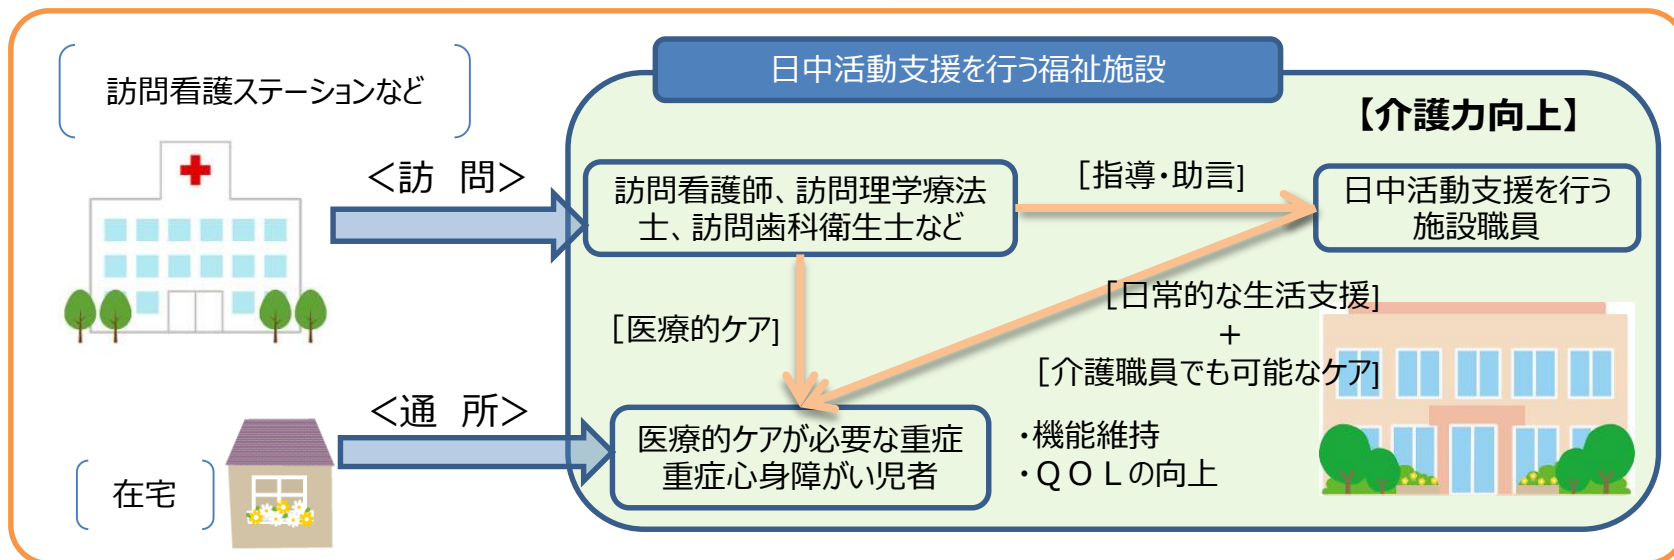 訪問看護ステーションなど
日中活動支援を行う福祉施設
【介護力向上】
＜訪　問＞
訪問看護師、訪問理学療法
士、訪問歯科衛生士など
［指導・助言］
日中活動支援を行う
施設職員
［医療的ケア］
［日常的な生活支援］
＋
［介護職員でも可能なケア］
＜通　所＞
在宅
医療的ケアが必要な重症
重症心身障がい児者
・機能維持
・ＱＯＬの向上